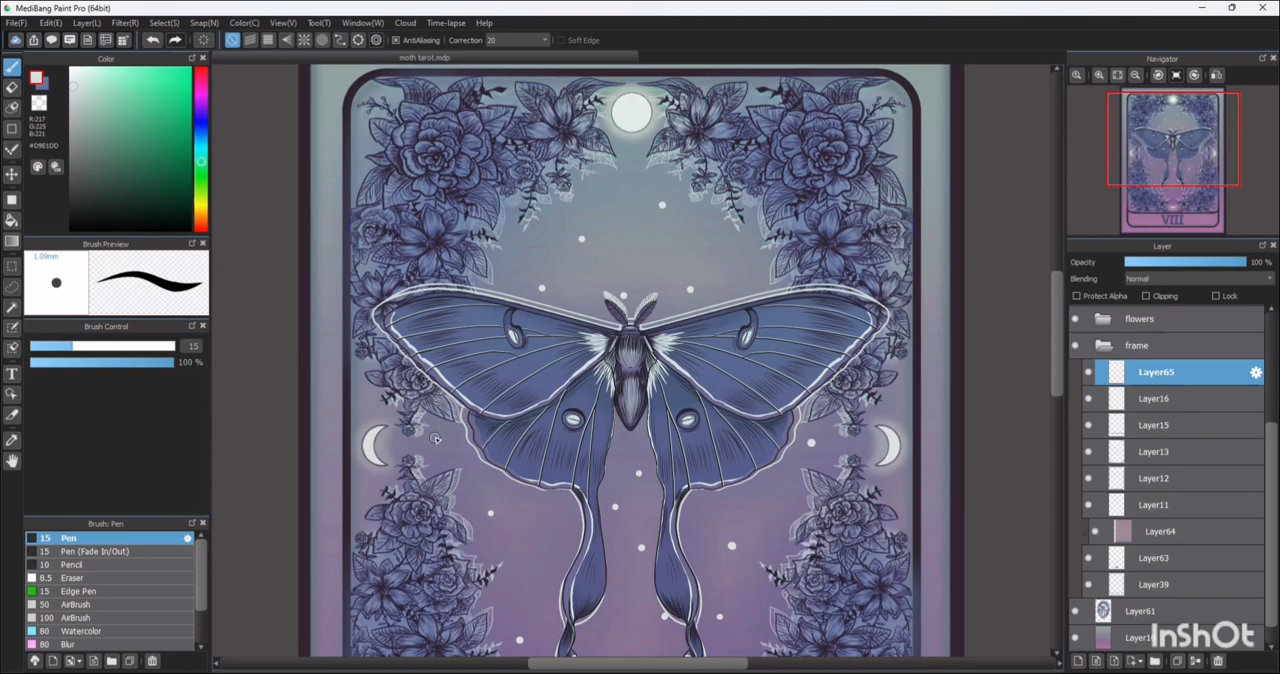 MediBang Paint Pro (64bit)
File(F) Edit(E) Layer(L) Filter(R) Select(S) Snap(N) Color(C) View(V) Tool(T) Window(W) Cloud Time-lapse Help
AntiAliasing Correction 20 Soft Edge
Color
moth tarot.mdp
Navigator
R:217
G:225
B:221
#D9E1DD
VIII
Brush Preview
1.09mm
Layer
Opacity 100 %
Blending Normal
Protect Alpha Clipping Lock
Brush Control
15
100 %
flowers
frame
Layer65
Layer16
Layer15
Layer13
Layer12
Layer11
Layer64
Layer63
Layer39
Layer61
Layer10
Brush: Pen
15 Pen
15 Pen (Fade In/Out)
10 Pencil
8.5 Eraser
15 Edge Pen
50 AirBrush
100 AirBrush
80 Watercolor
80 Blur
InShOt